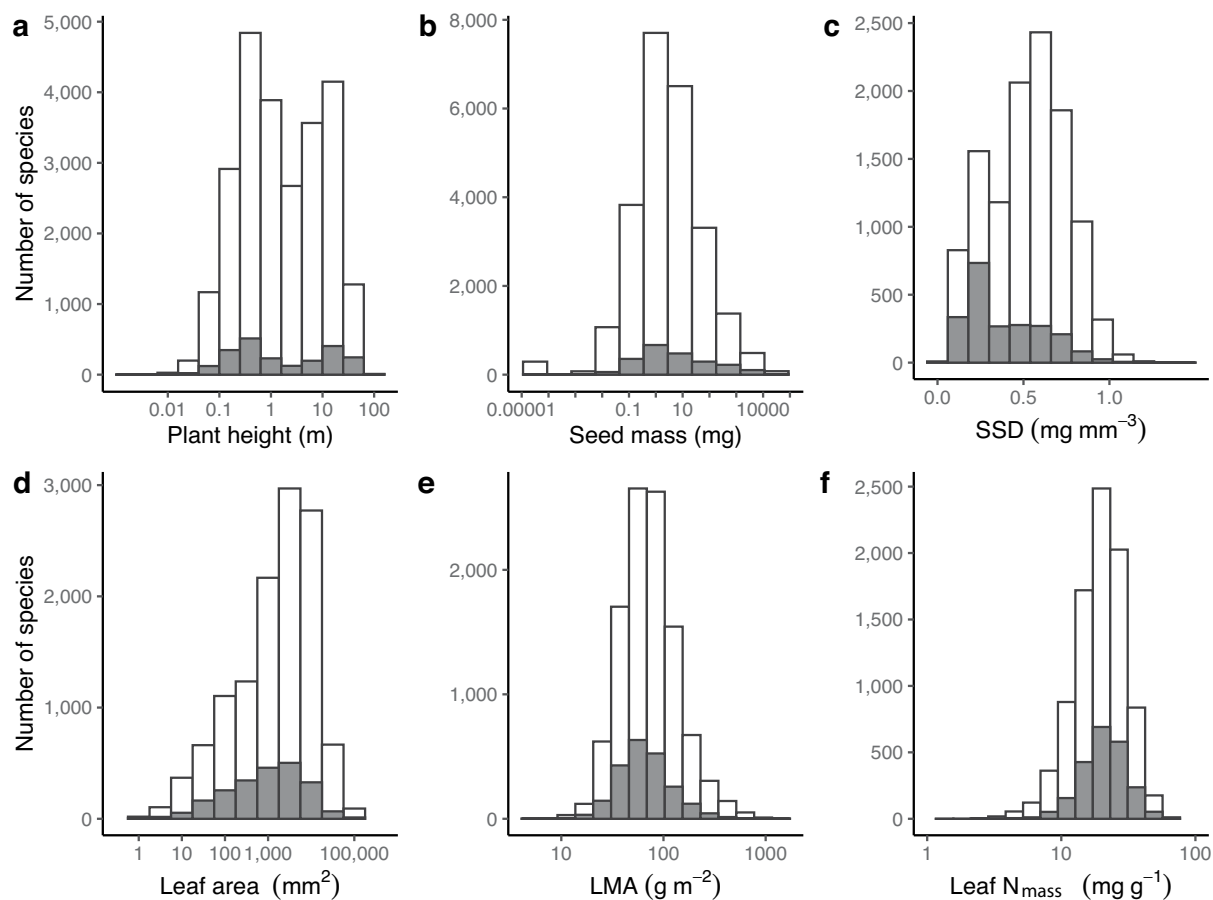 a
5,000
4,000
3,000
2,000
1,000
0
Number of species
0.01 0.1 1 10 100
Plant height (m)
b
8,000
6,000
4,000
2,000
0
0.00001 0.1 10 10000
Seed mass (mg)
c
2,500
2,000
1,500
1,000
500
0
0.0 0.5 1.0
SSD (mg mm⁻³)
d
3,000
2,000
1,000
0
Number of species
1 10 100 1,000 100,000
Leaf area (mm²)
e
2,000
1,000
0
10 100 1000
LMA (g m⁻²)
f
2,500
2,000
1,500
1,000
500
0
1 10 100
Leaf Nmass (mg g⁻¹)